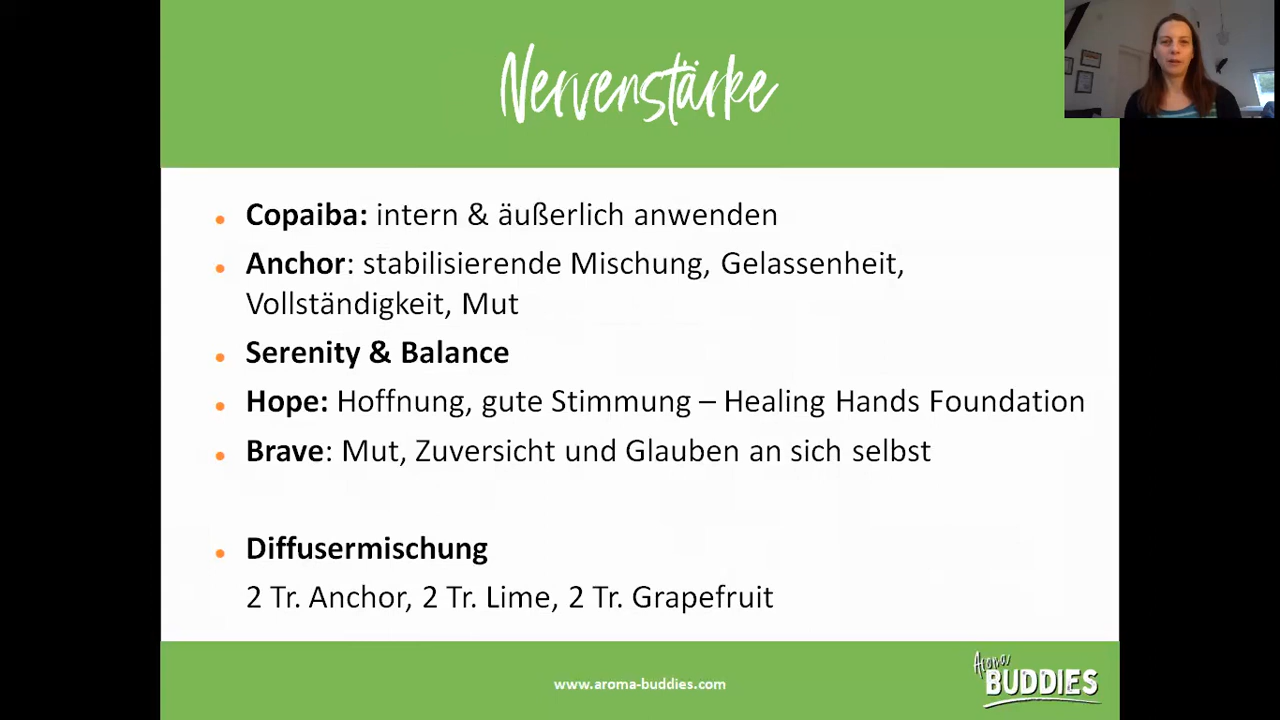 Nervenstärke
Copaiba: intern & äußerlich anwenden
Anchor: stabilisierende Mischung, Gelassenheit,
Vollständigkeit, Mut
Serenity & Balance
Hope: Hoffnung, gute Stimmung – Healing Hands Foundation
Brave: Mut, Zuversicht und Glauben an sich selbst
Diffusermischung
2 Tr. Anchor, 2 Tr. Lime, 2 Tr. Grapefruit
www.aroma-buddies.com
Aroma
BUDDIES